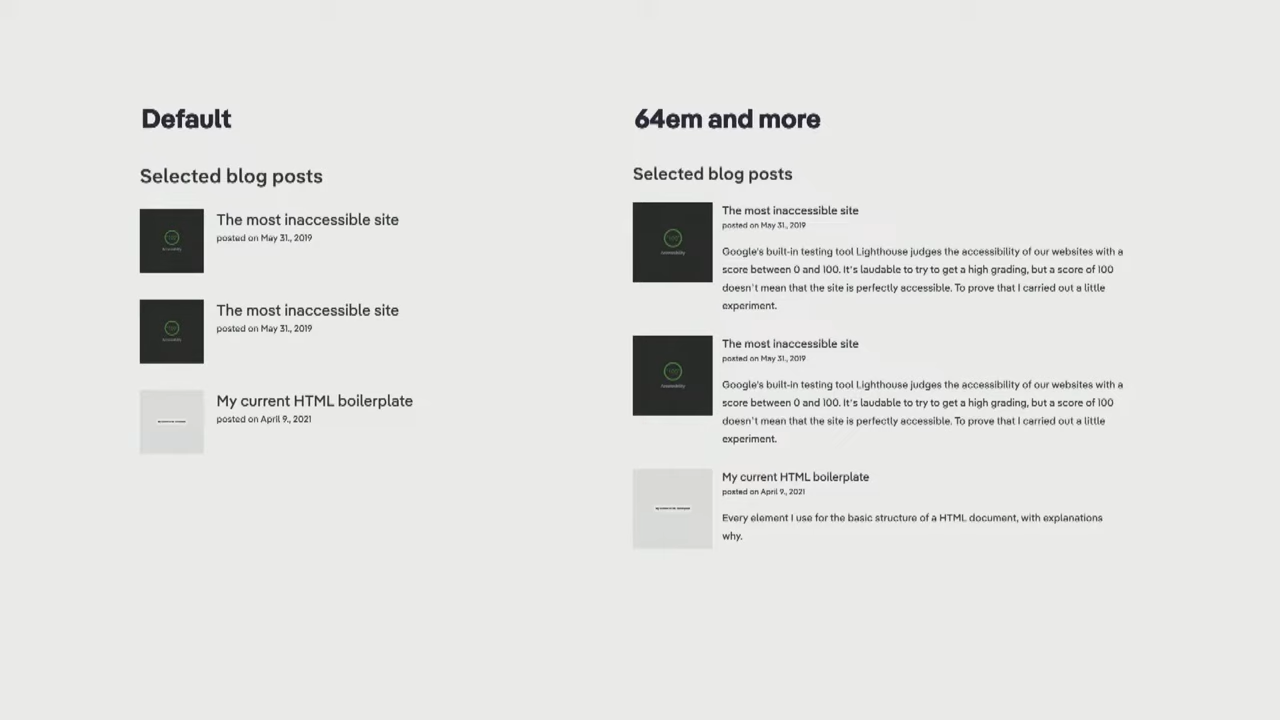 Default
Selected blog posts
The most inaccessible site
posted on May 31., 2019
The most inaccessible site
posted on May 31., 2019
My current HTML boilerplate
posted on April 9., 2021
64em and more
Selected blog posts
Accessibility
The most inaccessible site
posted on May 31., 2019
Google's built-in testing tool Lighthouse judges the accessibility of our websites with a
score between 0 and 100. It's laudable to try to get a high grading, but a score of 100
doesn't mean that the site is perfectly accessible. To prove that I carried out a little
experiment.
Accessibility
The most inaccessible site
posted on May 31., 2019
Google's built-in testing tool Lighthouse judges the accessibility of our websites with a
score between 0 and 100. It's laudable to try to get a high grading, but a score of 100
doesn't mean that the site is perfectly accessible. To prove that I carried out a little
experiment.
My current HTML boilerplate
posted on April 9., 2021
Every element I use for the basic structure of a HTML document, with explanations
why.